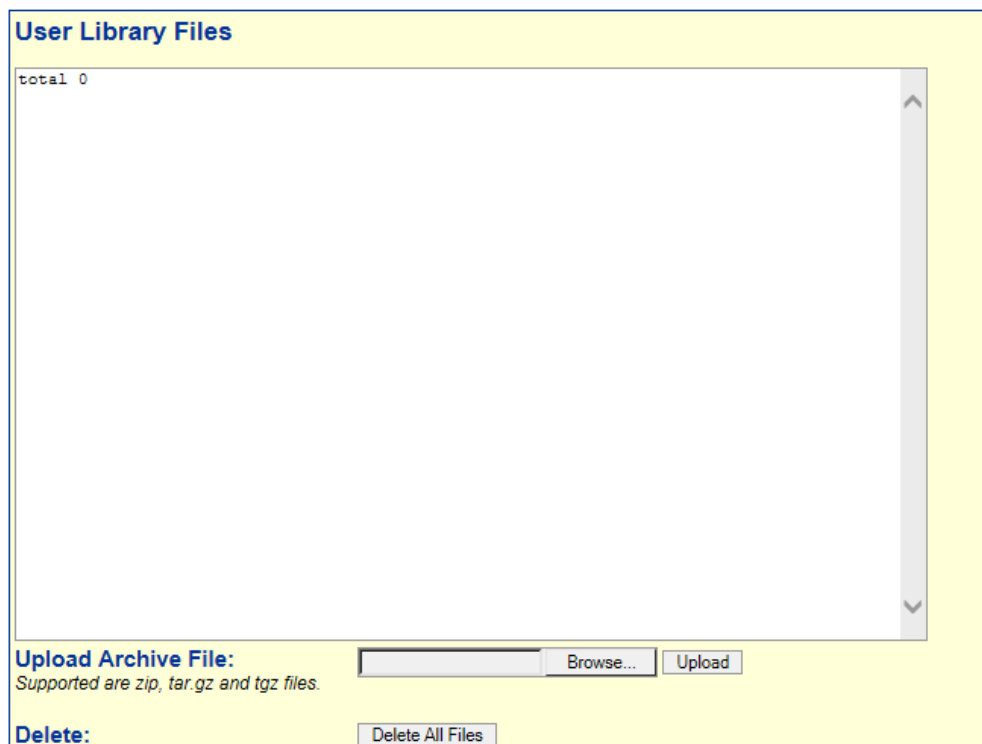 User Library Files
total 0
Upload Archive File:
Browse...
Upload
Supported are zip, tar.gz and tgz files.
Delete:
Delete All Files